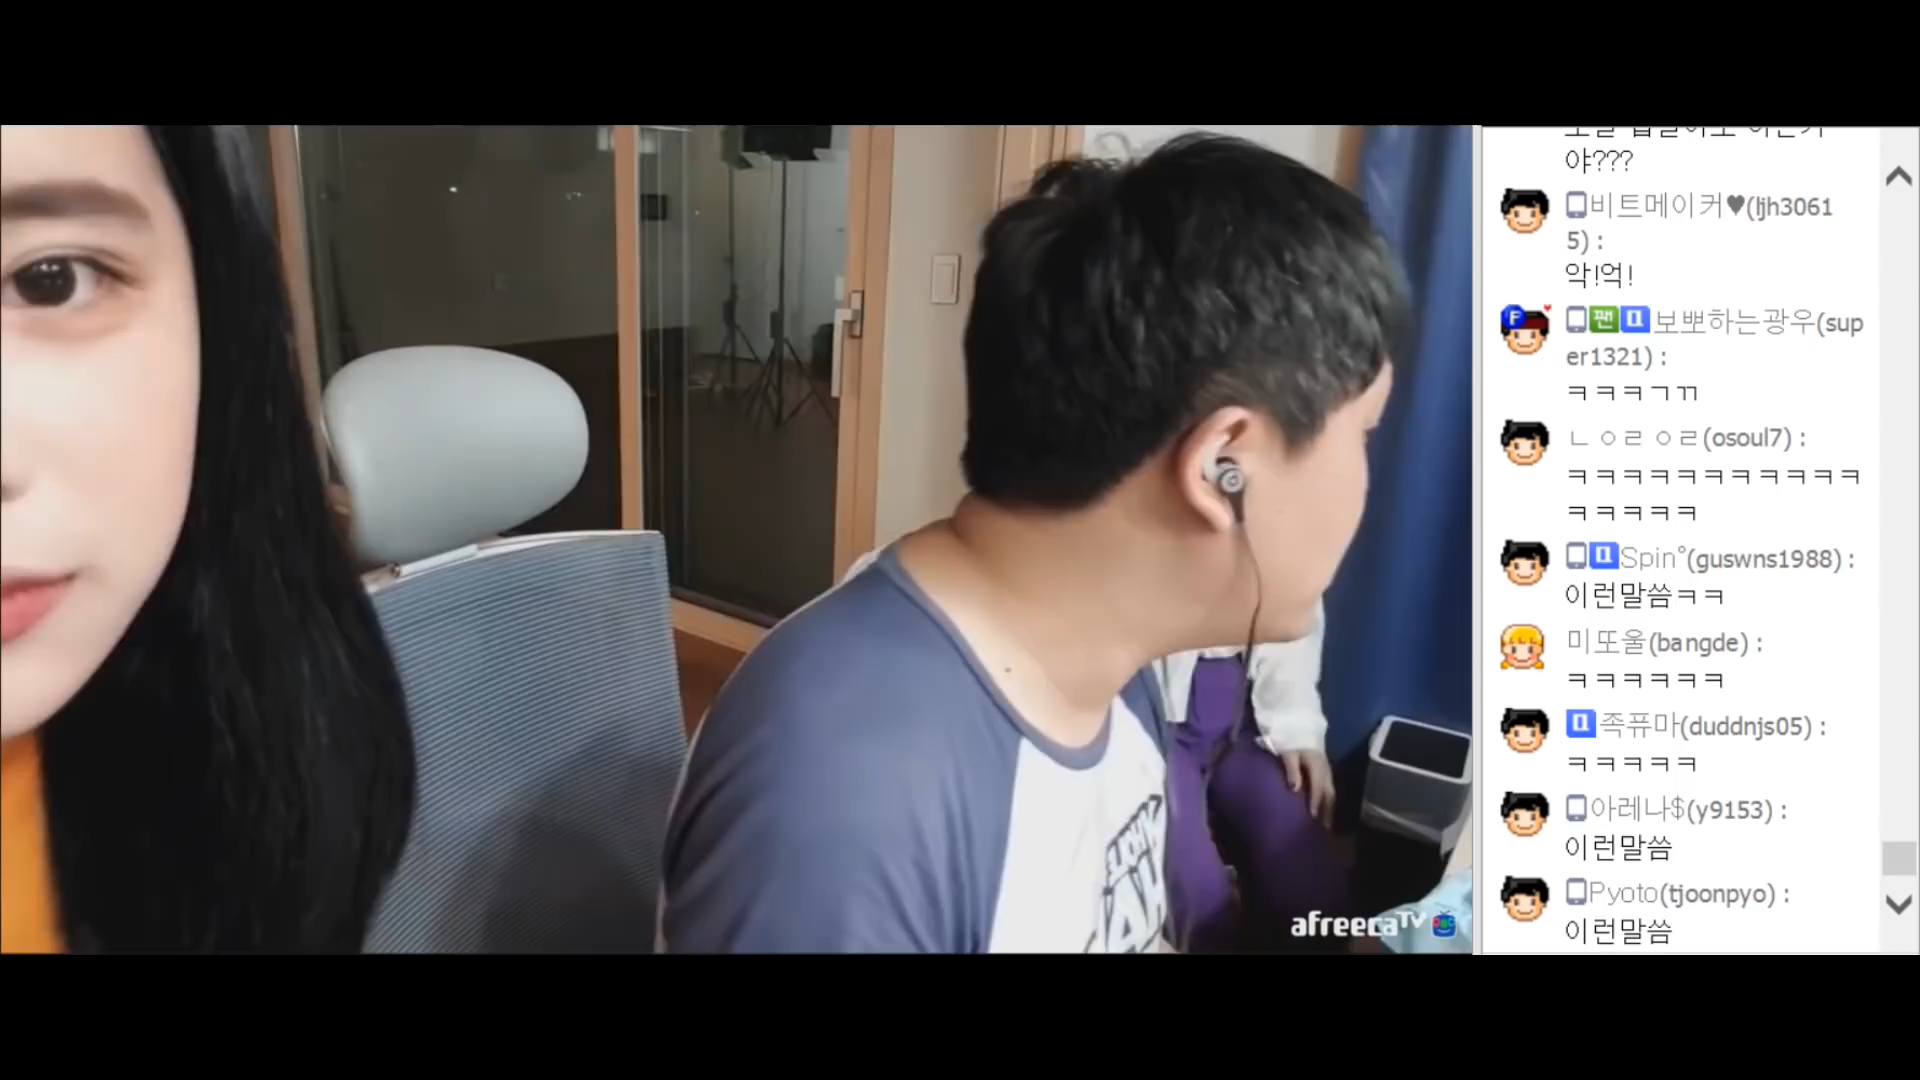 야???
비트메이커♥(ljh3061
5) :
악!억!
팬 보뽀하는광우(sup
er1321) :
ㅋㅋㅋㄱㄲ
ㄴㅇㄹㅇㄹ(osoul7) :
ㅋㅋㅋㅋㅋㅋㅋㅋㅋㅋㅋ
ㅋㅋㅋㅋㅋ
Spin°(guswns1988) :
이런말씀ㅋㅋ
미또울(bangde) :
ㅋㅋㅋㅋㅋㅋ
족퓨마(duddnjs05) :
ㅋㅋㅋㅋㅋ
아레나$(y9153) :
이런말씀
Pyoto(tjoonpyo) :
이런말씀
afreecaTV